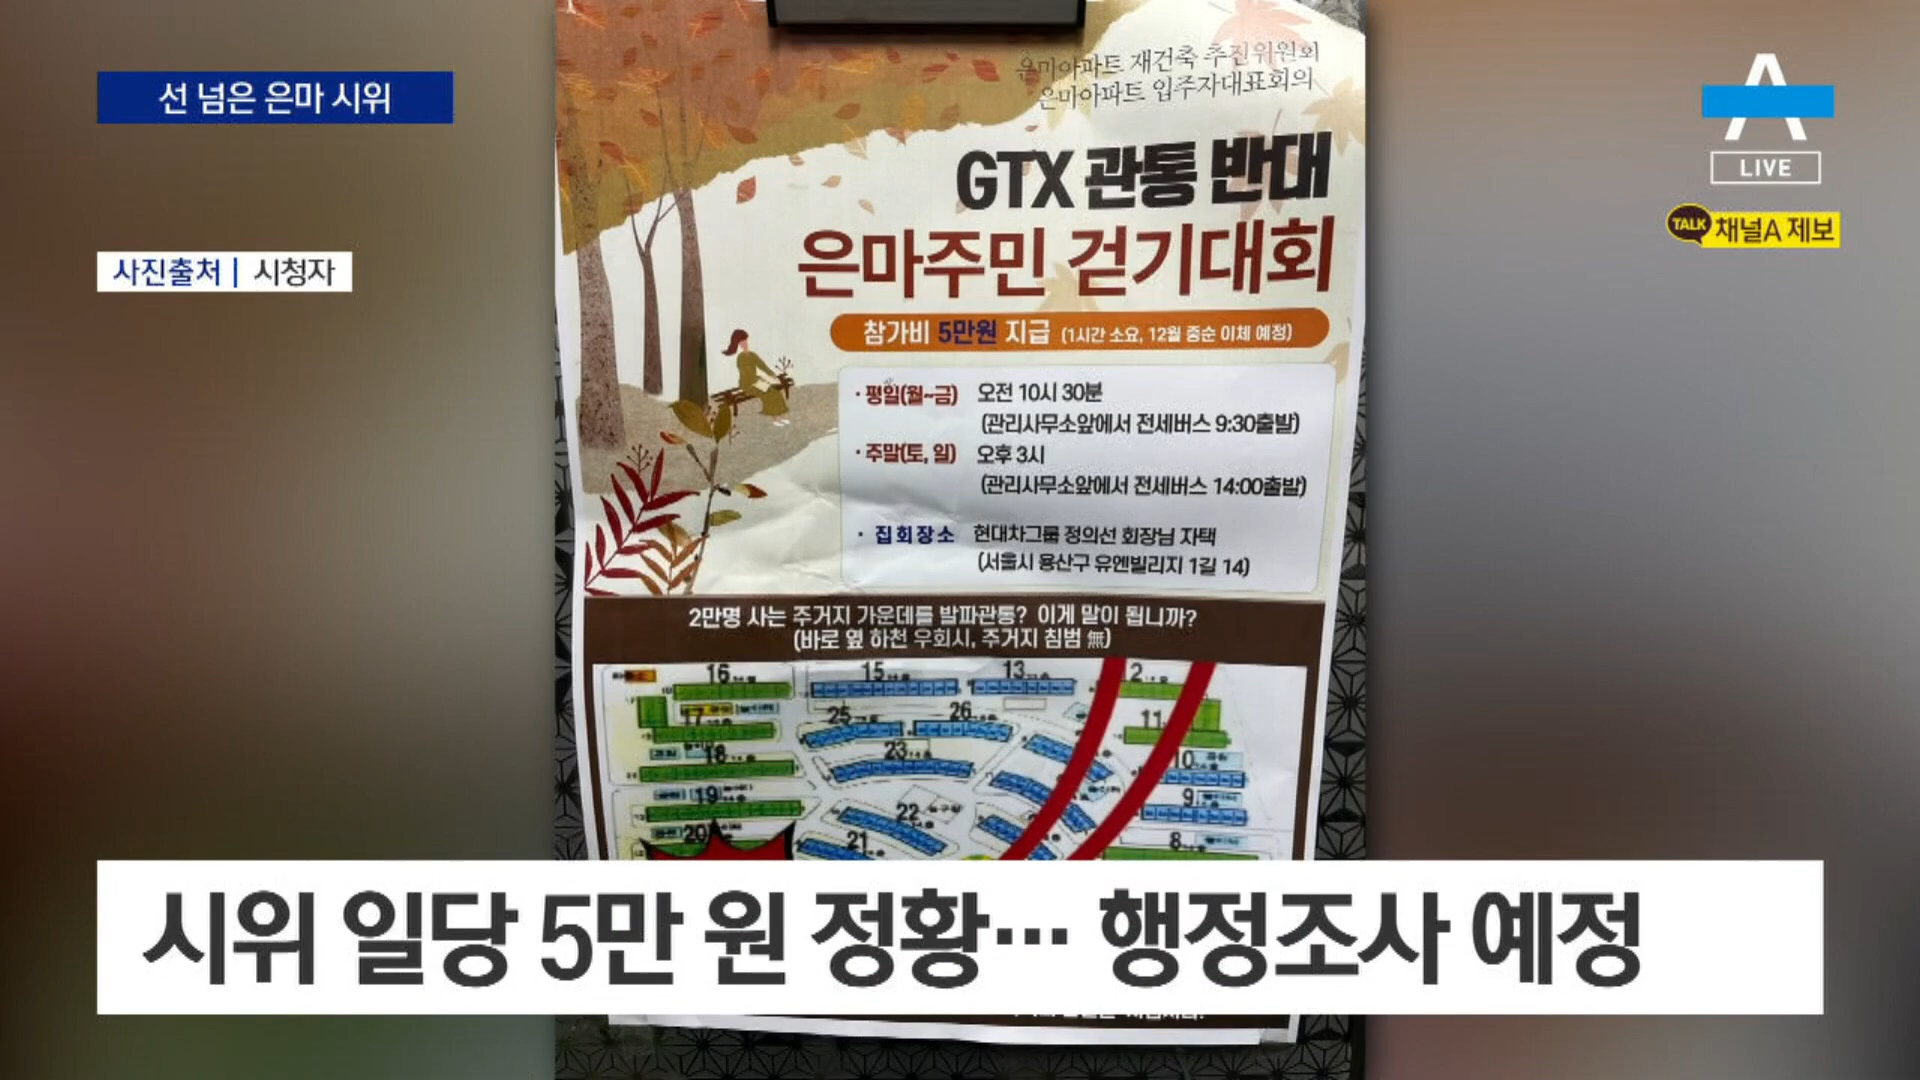 선 넘은 은마 시위
사진출처 | 시청자
A
LIVE
TALK 채널A 제보
은마아파트 재건축 추진위원회
은마아파트 입주자대표회의
GTX 관통 반대
은마주민 걷기대회
참가비 5만원 지급 (1시간 소요, 12월 중순 이체 예정)
· 평일(월~금) 오전 10시 30분
(관리사무소앞에서 전세버스 9:30출발)
· 주말(토, 일) 오후 3시
(관리사무소앞에서 전세버스 14:00출발)
· 집회장소 현대차그룹 정의선 회장님 자택
(서울시 용산구 유엔빌리지 1길 14)
2만명 사는 주거지 가운데를 발파관통? 이게 말이 됩니까?
(바로 옆 하천 우회시, 주거지 침범 無)
16 15 13 2
17 25 26 11
18 23 10
19 22 9
20 21 8
시위 일당 5만 원 정황… 행정조사 예정